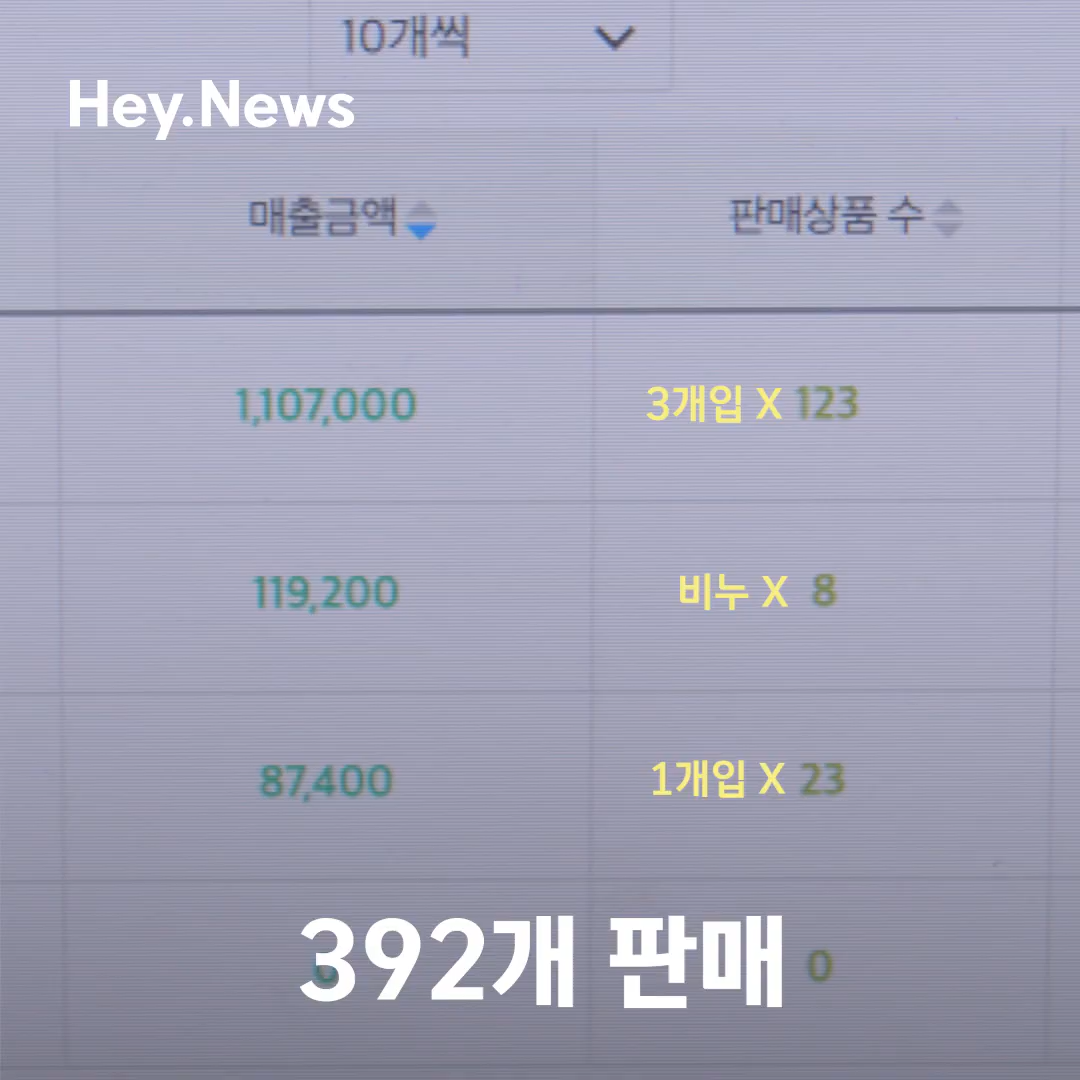 10개씩
Hey.News
매출금액 판매상품 수
1,107,000 3개입 X 123
119,200 비누 X 8
87,400 1개입 X 23
392개 판매
0 0